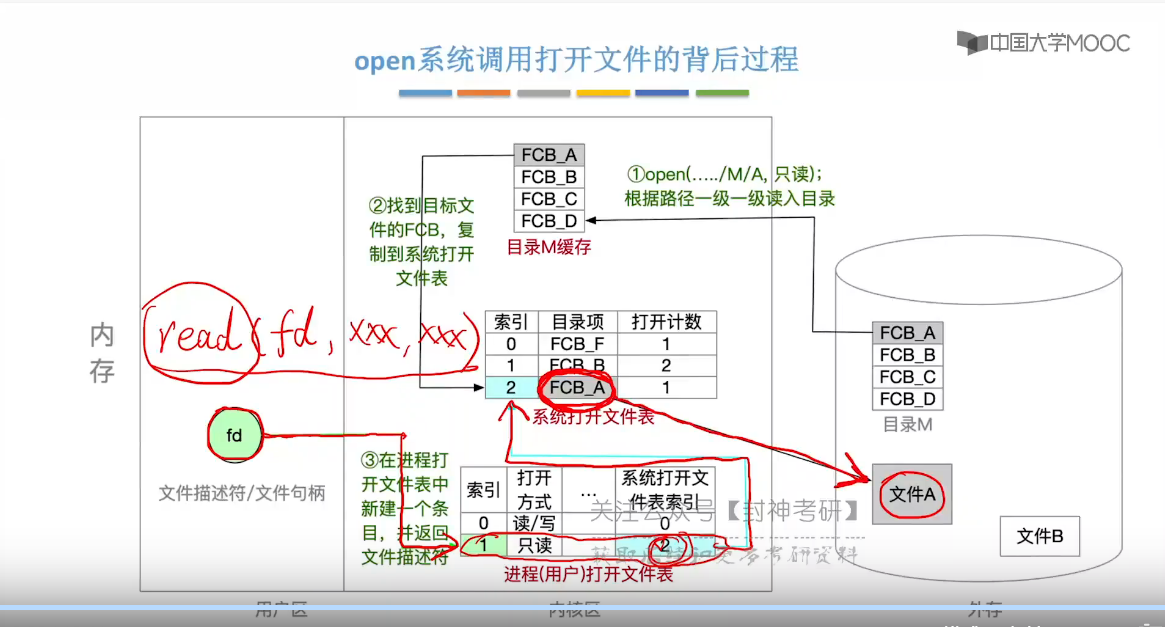 中国大学MOOC
open系统调用打开文件的背后过程
FCB_A
FCB_B
FCB_C
FCB_D
目录M缓存
①open(…../M/A, 只读);
根据路径一级一级读入目录
②找到目标文
件的FCB，复
制到系统打开
文件表
内存
read(fd, xxx, xxx)
索引 目录项 打开计数
0 FCB_F 1
1 FCB_B 2
2 FCB_A 1
系统打开文件表
FCB_A
FCB_B
FCB_C
FCB_D
目录M
fd
文件描述符/文件句柄
③在进程打
开文件表中
新建一个条
目，并返回
文件描述符
索引 打开方式 … 系统打开文件表索引
0 读/写 0
1 只读 2
进程(用户)打开文件表
关注公众号【封神考研】
文件A
文件B
用户区
内核区
外存